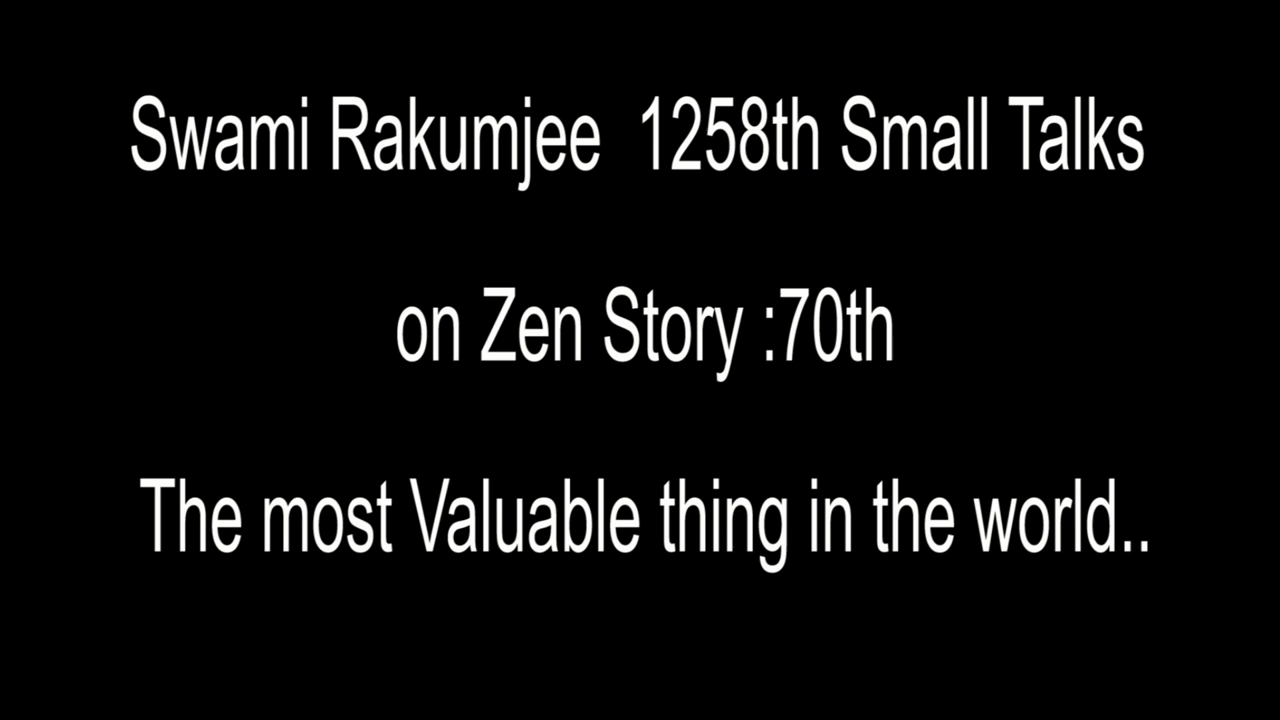 Swami Rakumjee 1258th Small Talks
on Zen Story :70th
The most Valuable thing in the world..